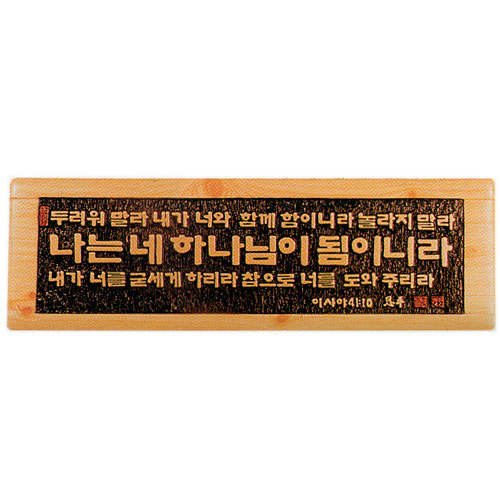 두려워 말라 내가 너와 함께 함이니라 놀라지 말라
나는 네 하나님이 됨이니라
내가 너를 굳세게 하리라 참으로 너를 도와 주리라
이사야41:10